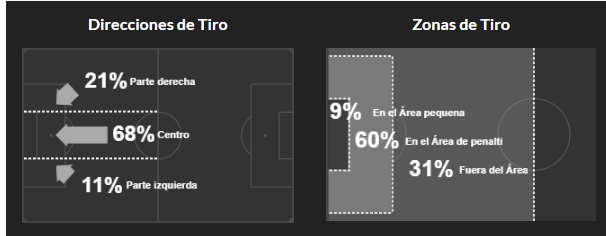 Direcciones de Tiro
21% Parte derecha
68% Centro
11% Parte izquierda
Zonas de Tiro
9% En el Área pequena
60% En el Área de penalti
31% Fuera del Área